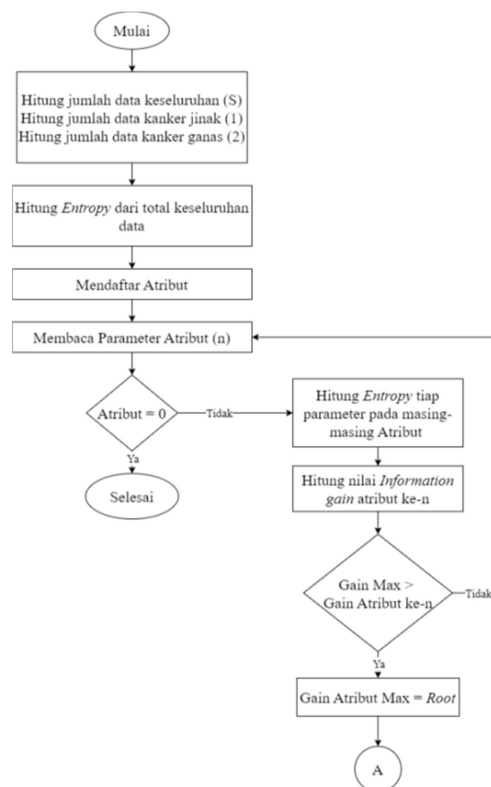 Mulai
Hitung jumlah data keseluruhan (S)
Hitung jumlah data kanker jinak (1)
Hitung jumlah data kanker ganas (2)
Hitung Entropy dari total keseluruhan
data
Mendaftar Atribut
Membaca Parameter Atribut (n)
Atribut = 0
Tidak
Ya
Selesai
Hitung Entropy tiap
parameter pada masing-
masing Atribut
Hitung nilai Information
gain atribut ke-n
Gain Max >
Gain Atribut ke-n
Tidak
Ya
Gain Atribut Max = Root
A